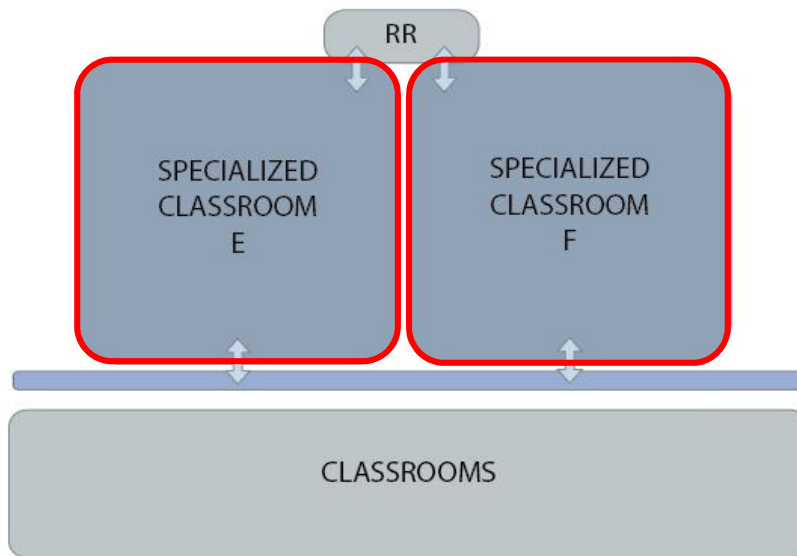 RR
SPECIALIZED
CLASSROOM
E
SPECIALIZED
CLASSROOM
F
CLASSROOMS